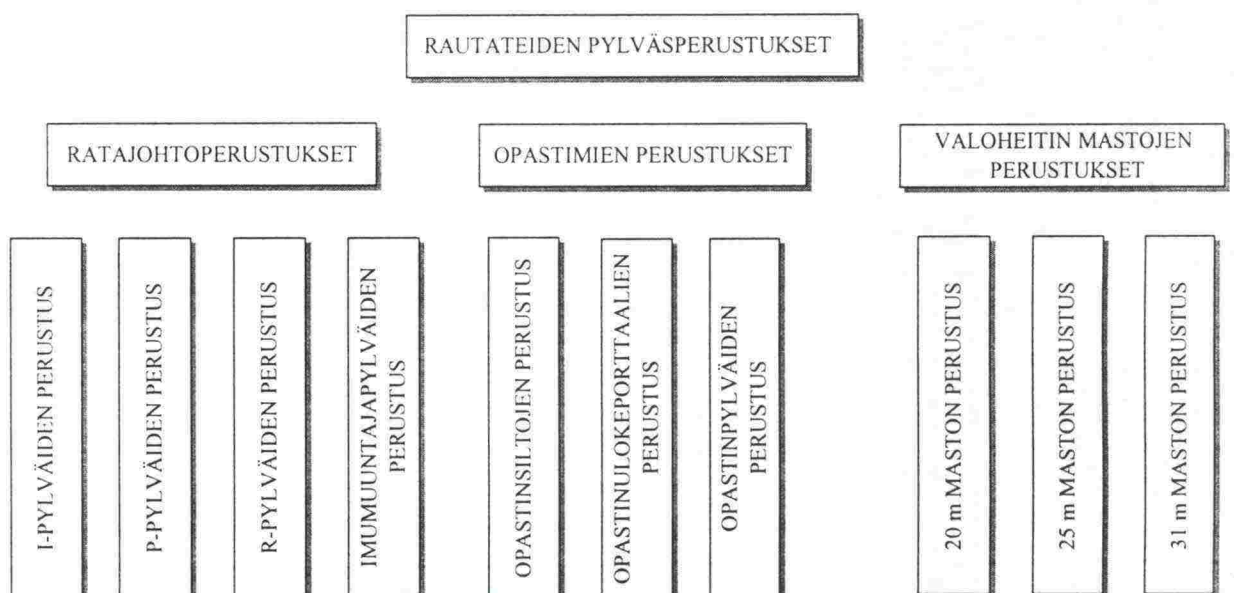 RAUTATEIDEN PYLVÄSPERUSTUKSET
RATAJOHTOPERUSTUKSET
OPASTIMIEN PERUSTUKSET
VALOHEITIN MASTOJEN
PERUSTUKSET
I-PYLVÄIDEN PERUSTUS
P-PYLVÄIDEN PERUSTUS
R-PYLVÄIDEN PERUSTUS
IMUMUUNTAJAPYLVÄIDEN
PERUSTUS
OPASTINSILTOJEN PERUSTUS
OPASTINULOKEPORTTAALIEN
PERUSTUS
OPASTINPYLVÄIDEN
PERUSTUS
20 m MASTON PERUSTUS
25 m MASTON PERUSTUS
31 m MASTON PERUSTUS